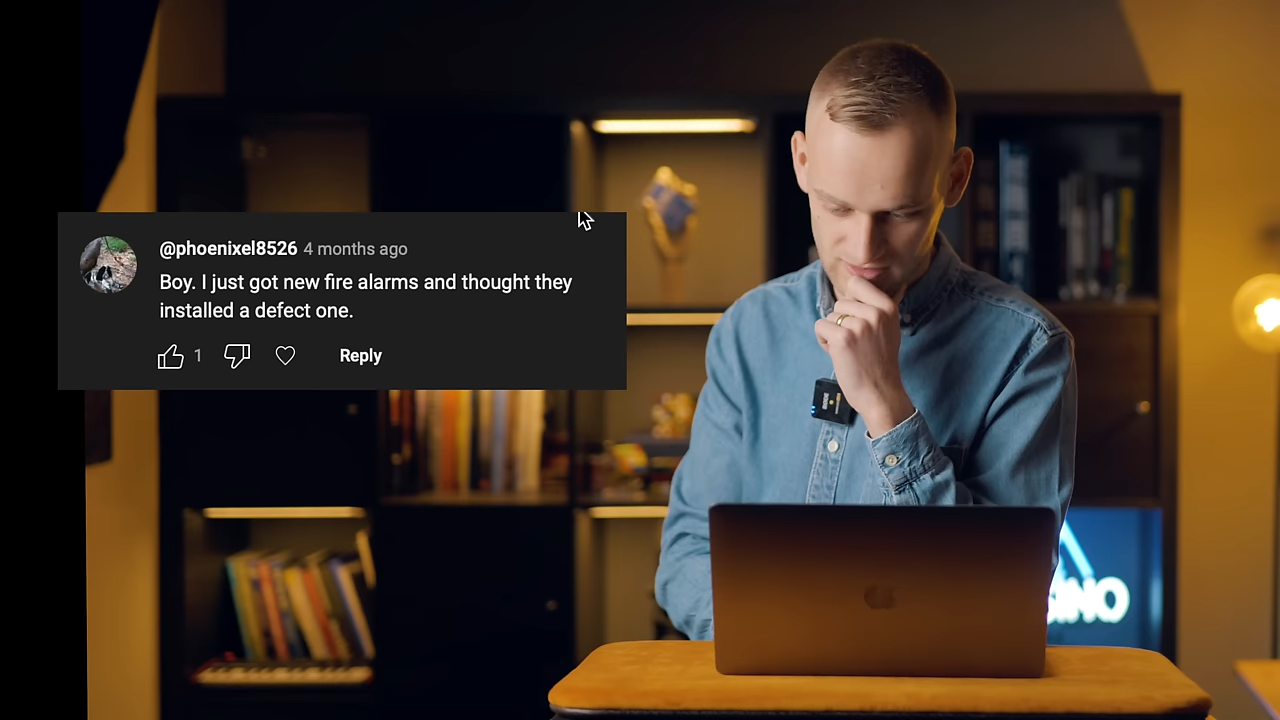 @phoenixel8526 4 months ago
Boy. I just got new fire alarms and thought they
installed a defect one.
1
Reply